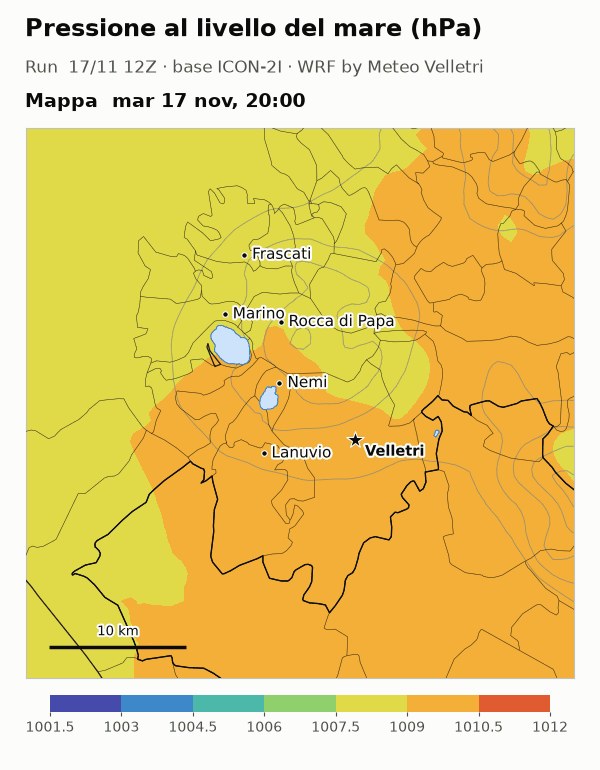 Pressione al livello del mare (hPa)
Run  17/11 12Z · base ICON-2I · WRF by Meteo Velletri
Mappa  mar 17 nov, 20:00
Frascati
Marino
Rocca di Papa
Nemi
Velletri
Lanuvio
10 km
1001.5 1003 1004.5 1006 1007.5 1009 1010.5 1012